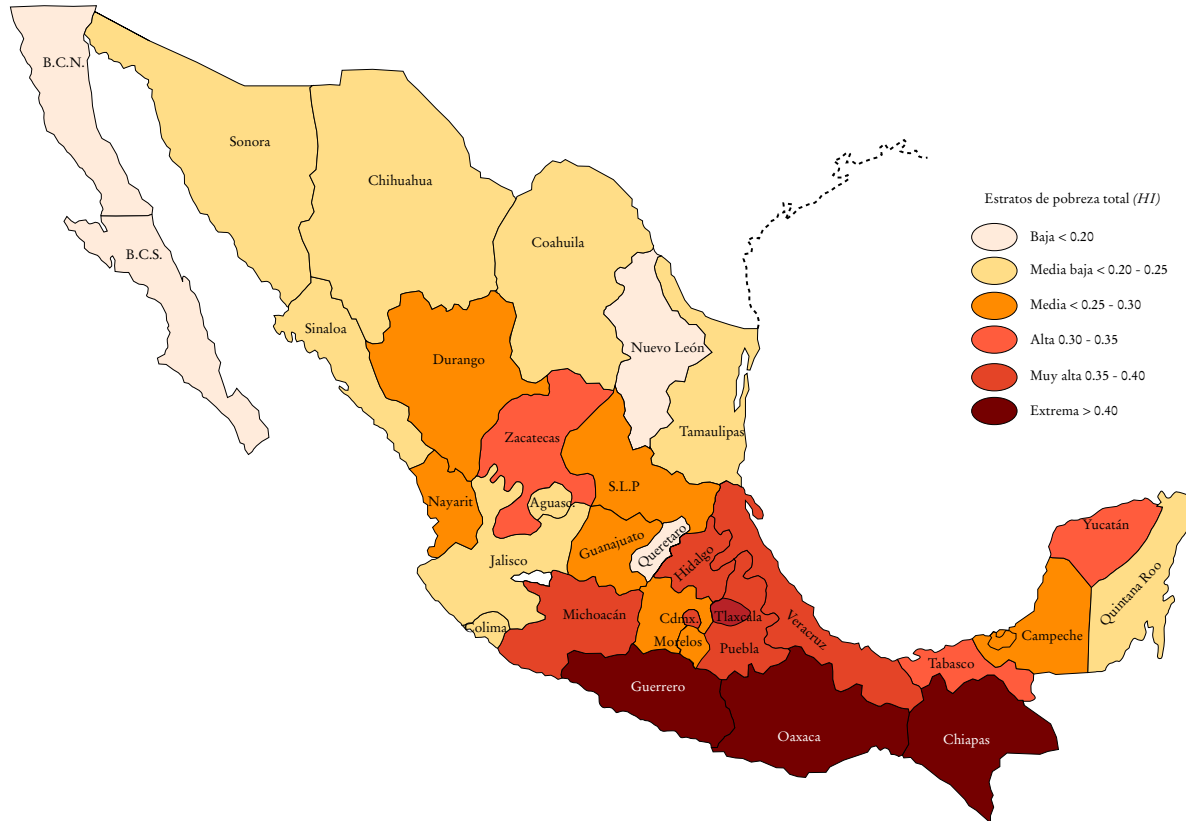 B.C.N.
Sonora
Chihuahua
Estratos de pobreza total (HI)
Baja < 0.20
Coahuila
B.C.S.
Media baja < 0.20 - 0.25
Media < 0.25 - 0.30
Sinaloa
Alta 0.30 - 0.35
Nuevo León
Durango
Muy alta 0.35 - 0.40
Extrema > 0.40
Tamaulipas
Zacatecas
S.L.P
Nayarit
Aguasc.
Yucatán
Guanajuato
Queretaro
Jalisco
Hidalgo
Quintana Roo
Michoacán
Cdmx.
Tlaxcala
Veracruz
Colima
Morelos
Campeche
Puebla
Tabasco
Guerrero
Oaxaca
Chiapas